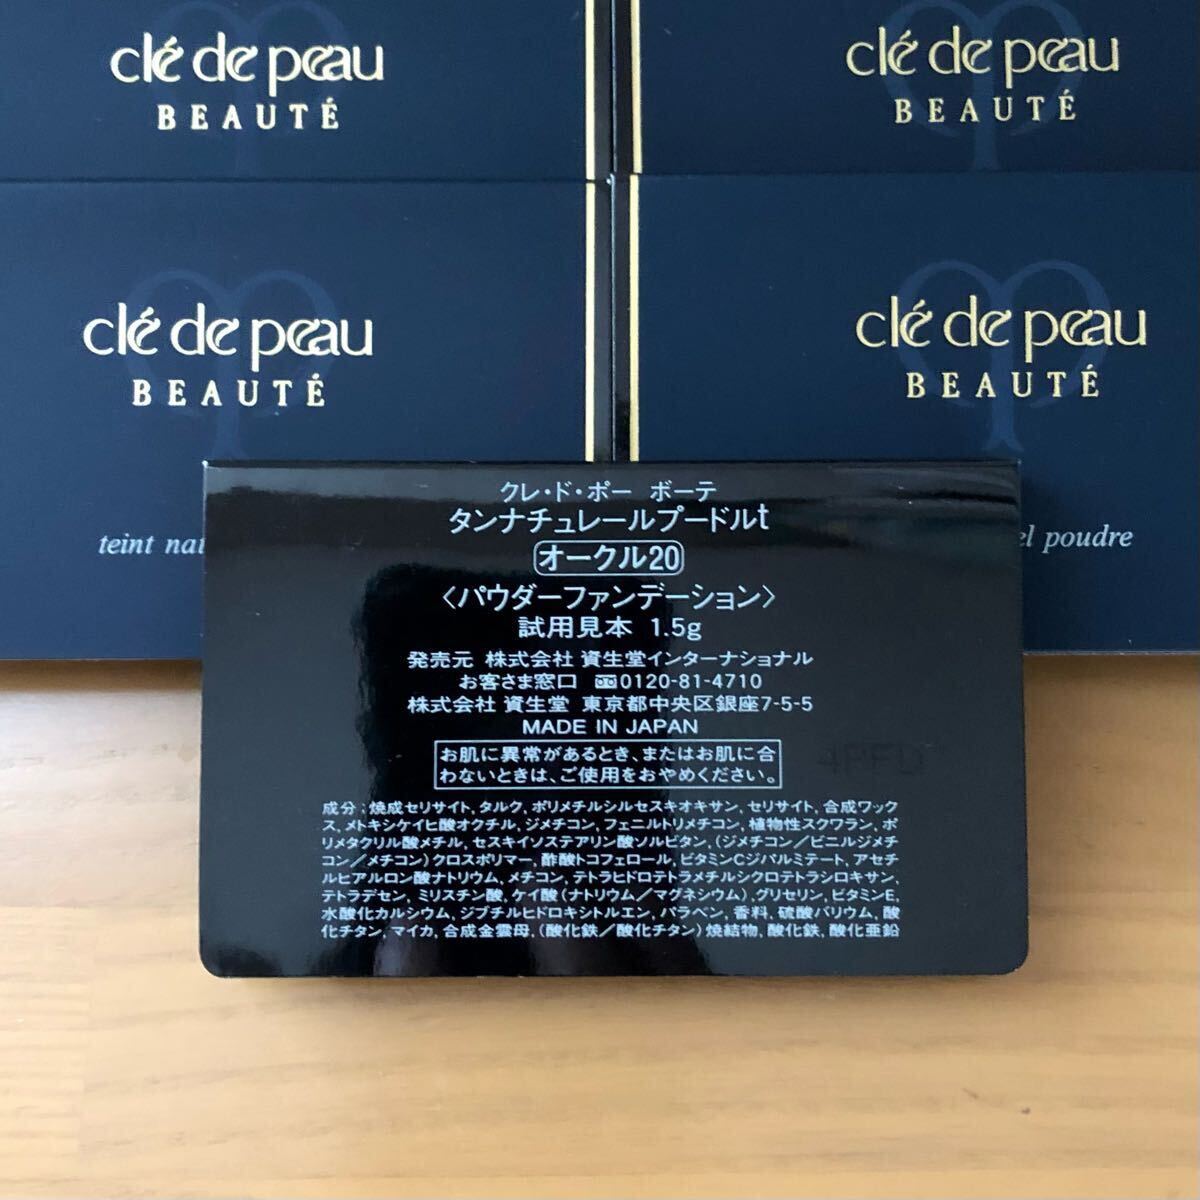 clé de peau
BEAUTÉ
clé de peau
BEAUTÉ
clé de peau
BEAUTÉ
clé de peau
BEAUTÉ
teint nat
el poudre
クレ・ド・ポー ボーテ
タンナチュレールプードルt
オークル20
〈パウダーファンデーション〉
試用見本 1.5g
発売元 株式会社 資生堂インターナショナル
お客さま窓口 ☎0120-81-4710
株式会社 資生堂 東京都中央区銀座7-5-5
MADE IN JAPAN
お肌に異常があるとき、またはお肌に合
わないときは、ご使用をおやめください。
成分：焼成セリサイト, タルク, ポリメチルシルセスキオキサン, セリサイト, 合成ワック
ス, メトキシケイヒ酸オクチル, ジメチコン, フェニルトリメチコン, 植物性スクワラン, ポ
リメタクリル酸メチル, セスキイソステアリン酸ソルビタン, (ジメチコン／ビニルジメチ
コン／メチコン) クロスポリマー, 酢酸トコフェロール, ビタミンCジパルミテート, アセチ
ルヒアルロン酸ナトリウム, メチコン, テトラヒドロテトラメチルシクロテトラシロキサン,
テトラデセン, ミリスチン酸, ケイ酸 (ナトリウム／マグネシウム), グリセリン, ビタミンE,
水酸化カルシウム, ジブチルヒドロキシトルエン, パラベン, 香料, 硫酸バリウム, 酸
化チタン, マイカ, 合成金雲母, (酸化鉄／酸化チタン) 焼結物, 酸化鉄, 酸化亜鉛